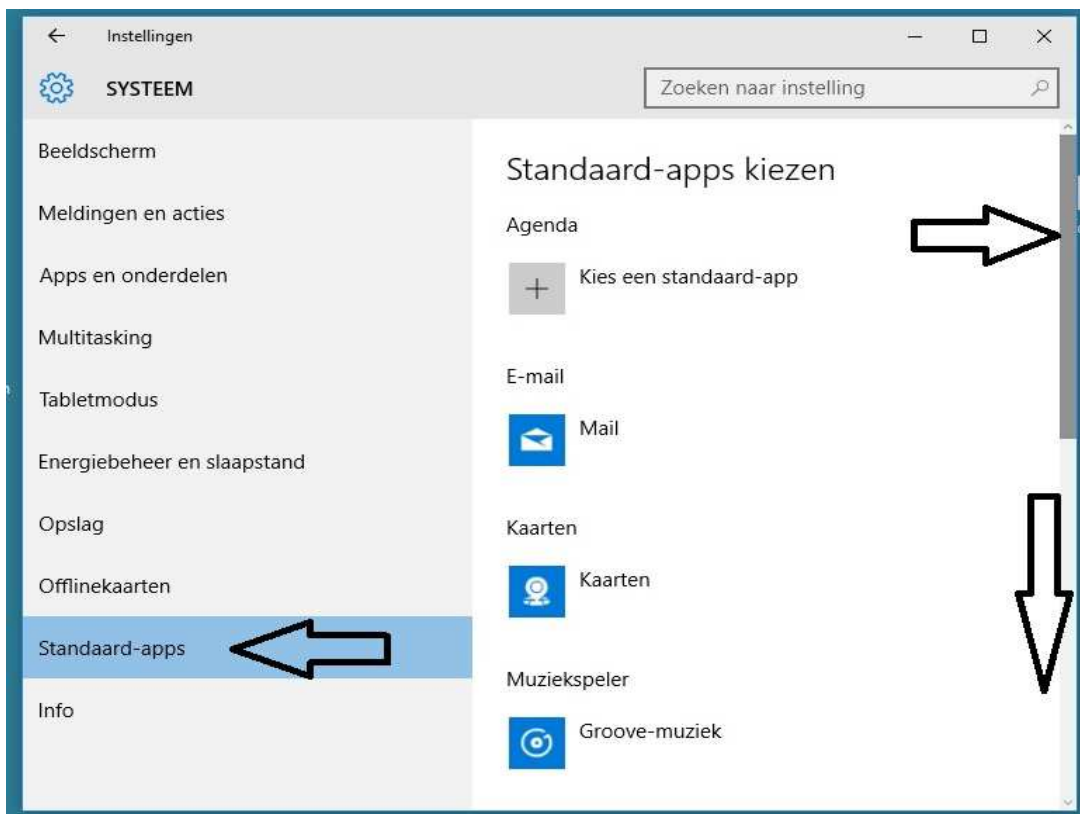 Instellingen
SYSTEEM
Zoeken naar instelling
Beeldscherm
Meldingen en acties
Apps en onderdelen
Multitasking
Tabletmodus
Energiebeheer en slaapstand
Opslag
Offlinekaarten
Standaard-apps
Info
Standaard-apps kiezen
Agenda
Kies een standaard-app
E-mail
Mail
Kaarten
Kaarten
Muziekspeler
Groove-muziek